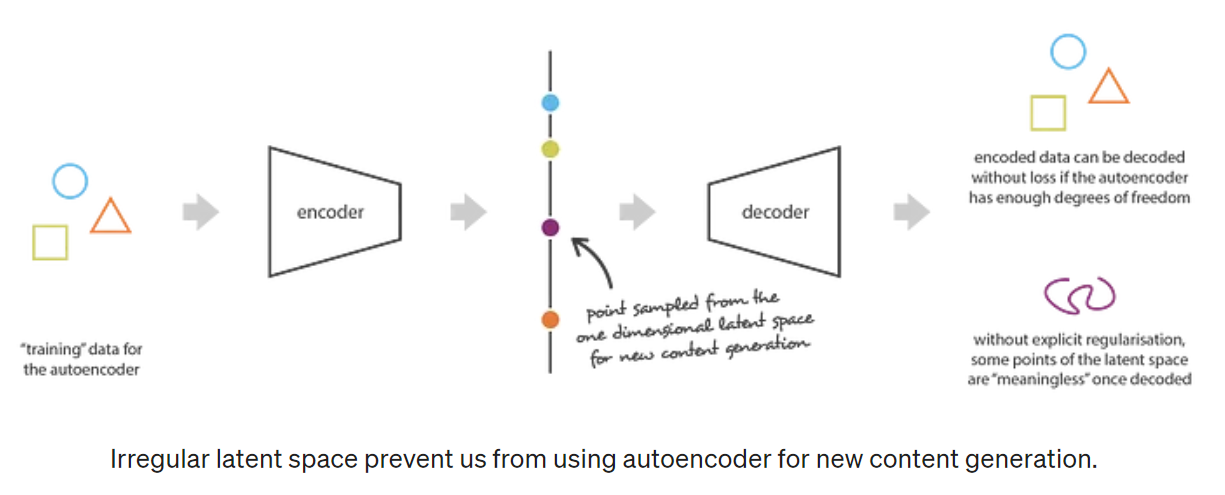 "training" data for
the autoencoder
encoder
point sampled from the
one dimensional latent space
for new content generation
decoder
encoded data can be decoded
without loss if the autoencoder
has enough degrees of freedom
without explicit regularisation,
some points of the latent space
are "meaningless" once decoded
Irregular latent space prevent us from using autoencoder for new content generation.